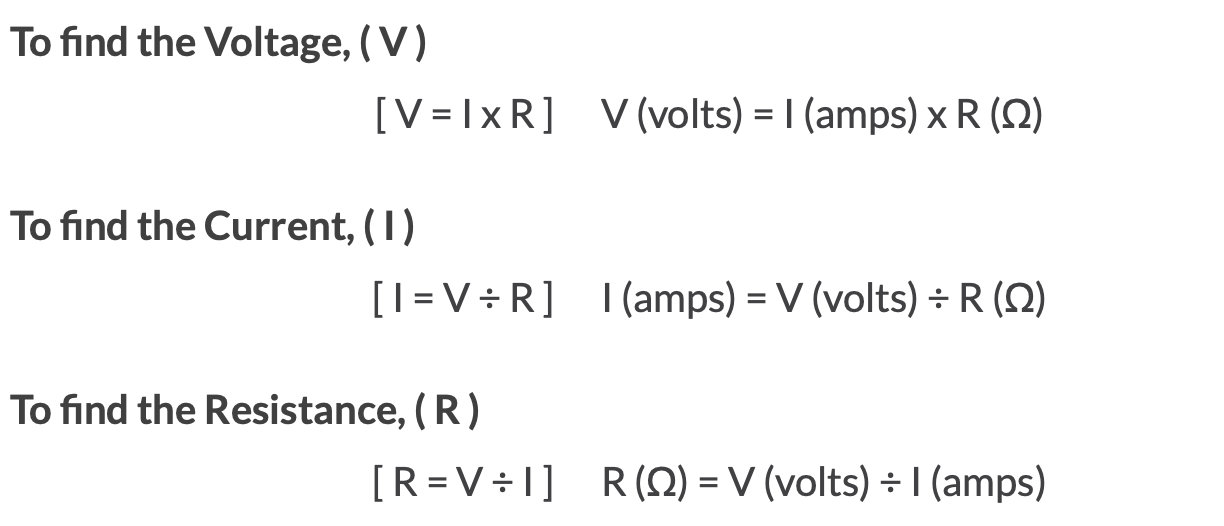 To find the Voltage, ( V )
[ V = I x R ] V (volts) = I (amps) x R (Ω)
To find the Current, ( I )
[ I = V ÷ R ] I (amps) = V (volts) ÷ R (Ω)
To find the Resistance, ( R )
[ R = V ÷ I ] R (Ω) = V (volts) ÷ I (amps)